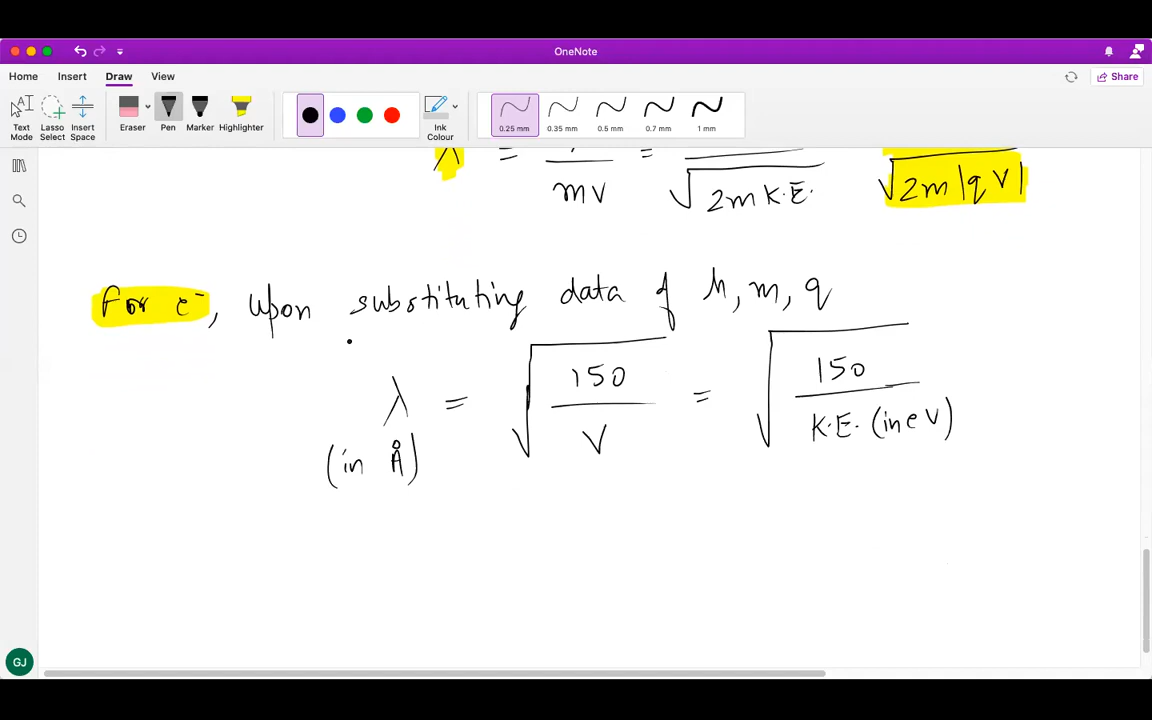 OneNote
Home Insert Draw View Share
Text Mode Lasso Select Insert Space Eraser Pen Marker Highlighter Ink Colour 0.25 mm 0.35 mm 0.5 mm 0.7 mm 1 mm
λ = / mv = / √2m K.E. / √2m|qV|
For e⁻, upon substituting data of h, m, q
λ = √(150/V) = √(150/K.E. (in eV))
(in Å)
GJ